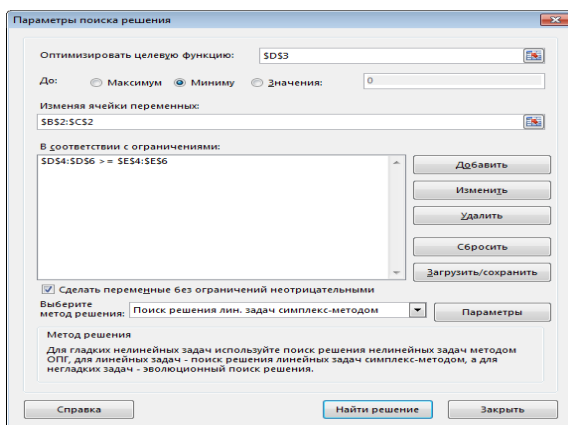 Параметры поиска решения
Оптимизировать целевую функцию: $D$3
До: Максимум Миниму Значения: 0
Изменяя ячейки переменных:
$B$2:$C$2
В соответствии с ограничениями:
$D$4:$D$6 >= $E$4:$E$6
Добавить
Изменить
Удалить
Сбросить
Загрузить/сохранить
Сделать переменные без ограничений неотрицательными
Выберите
метод решения: Поиск решения лин. задач симплекс-методом Параметры
Метод решения
Для гладких нелинейных задач используйте поиск решения нелинейных задач методом
ОПГ, для линейных задач - поиск решения линейных задач симплекс-методом, а для
негладких задач - эволюционный поиск решения.
Справка Найти решение Закрыть